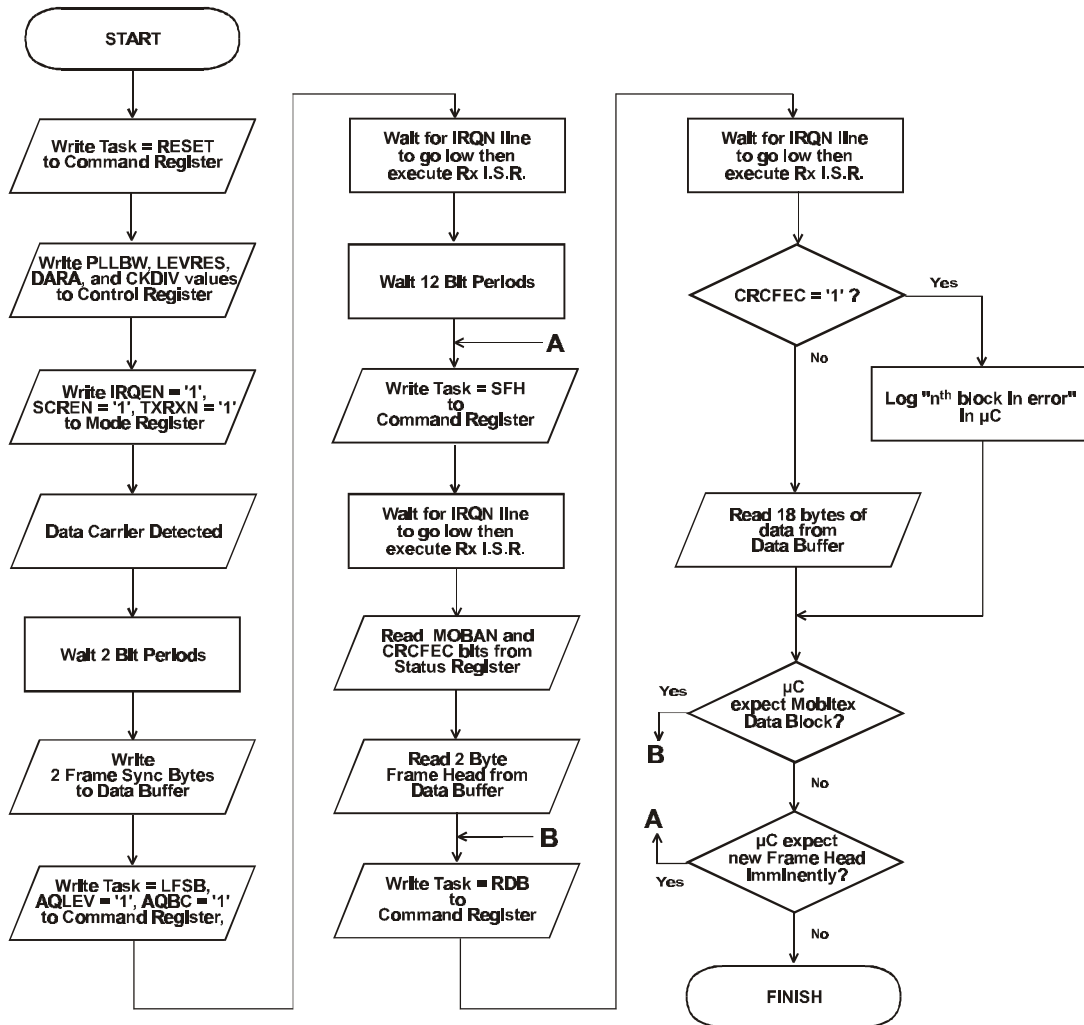 START
Write Task = RESET
to Command Register
Write PLLBW, LEVRES,
DARA, and CKDIV values
to Control Register
Write IRQEN = '1',
SCREN = '1', TXRXN = '1'
to Mode Register
Data Carrier Detected
Wait 2 Bit Periods
Write
2 Frame Sync Bytes
to Data Buffer
Write Task = LFSB,
AQLEV = '1', AQBC = '1'
to Command Register,
Wait for IRQN line
to go low then
execute Rx I.S.R.
Wait 12 Bit Periods
A
Write Task = SFH
to
Command Register
Wait for IRQN line
to go low then
execute Rx I.S.R.
Read MOBAN and
CRCFEC bits from
Status Register
Read 2 Byte
Frame Head from
Data Buffer
B
Write Task = RDB
to
Command Register
Wait for IRQN line
to go low then
execute Rx I.S.R.
CRCFEC = '1' ?
Yes
No
Log "nth block in error"
in µC
Read 18 bytes of
data from
Data Buffer
µC
expect Mobitex
Data Block?
Yes
B
No
A
µC expect
new Frame Head
Imminently?
Yes
No
FINISH